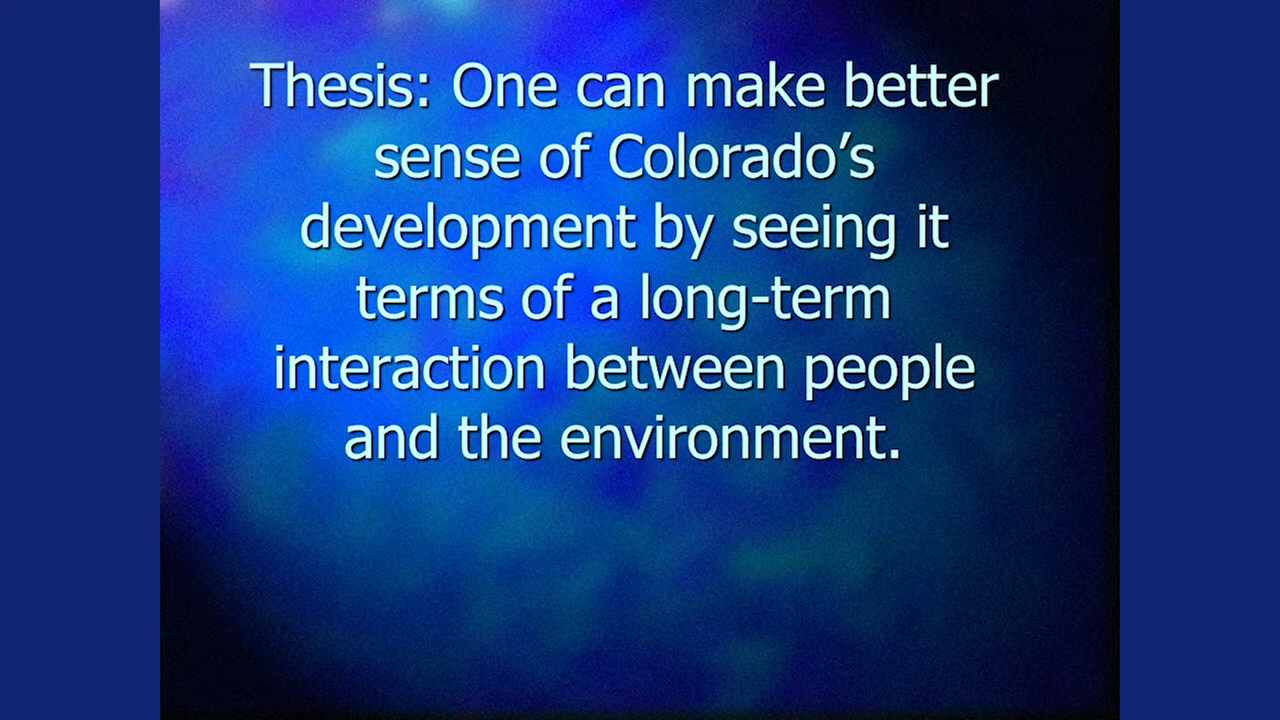 Thesis: One can make better
sense of Colorado’s
development by seeing it
terms of a long-term
interaction between people
and the environment.